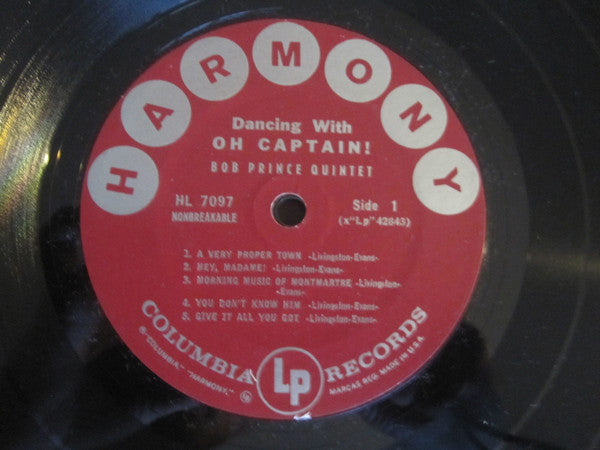 HARMONY
Dancing With
OH CAPTAIN!
BOB PRINCE QUINTET
HL 7097
NONBREAKABLE
Side 1
(x"Lp"42643)
1. A VERY PROPER TOWN -Livingston-Evans-
2. HEY, MADAME! -Livingston-Evans-
3. MORNING MUSIC OF MONTMARTRE -Livingston-
-Evans-
4. YOU DON'T KNOW HIM -Livingston-Evans-
5. GIVE IT ALL YOU GOT -Livingston-Evans-
COLUMBIA Lp RECORDS
® "COLUMBIA," "HARMONY,"
MARCAS REG. MADE IN U.S.A.